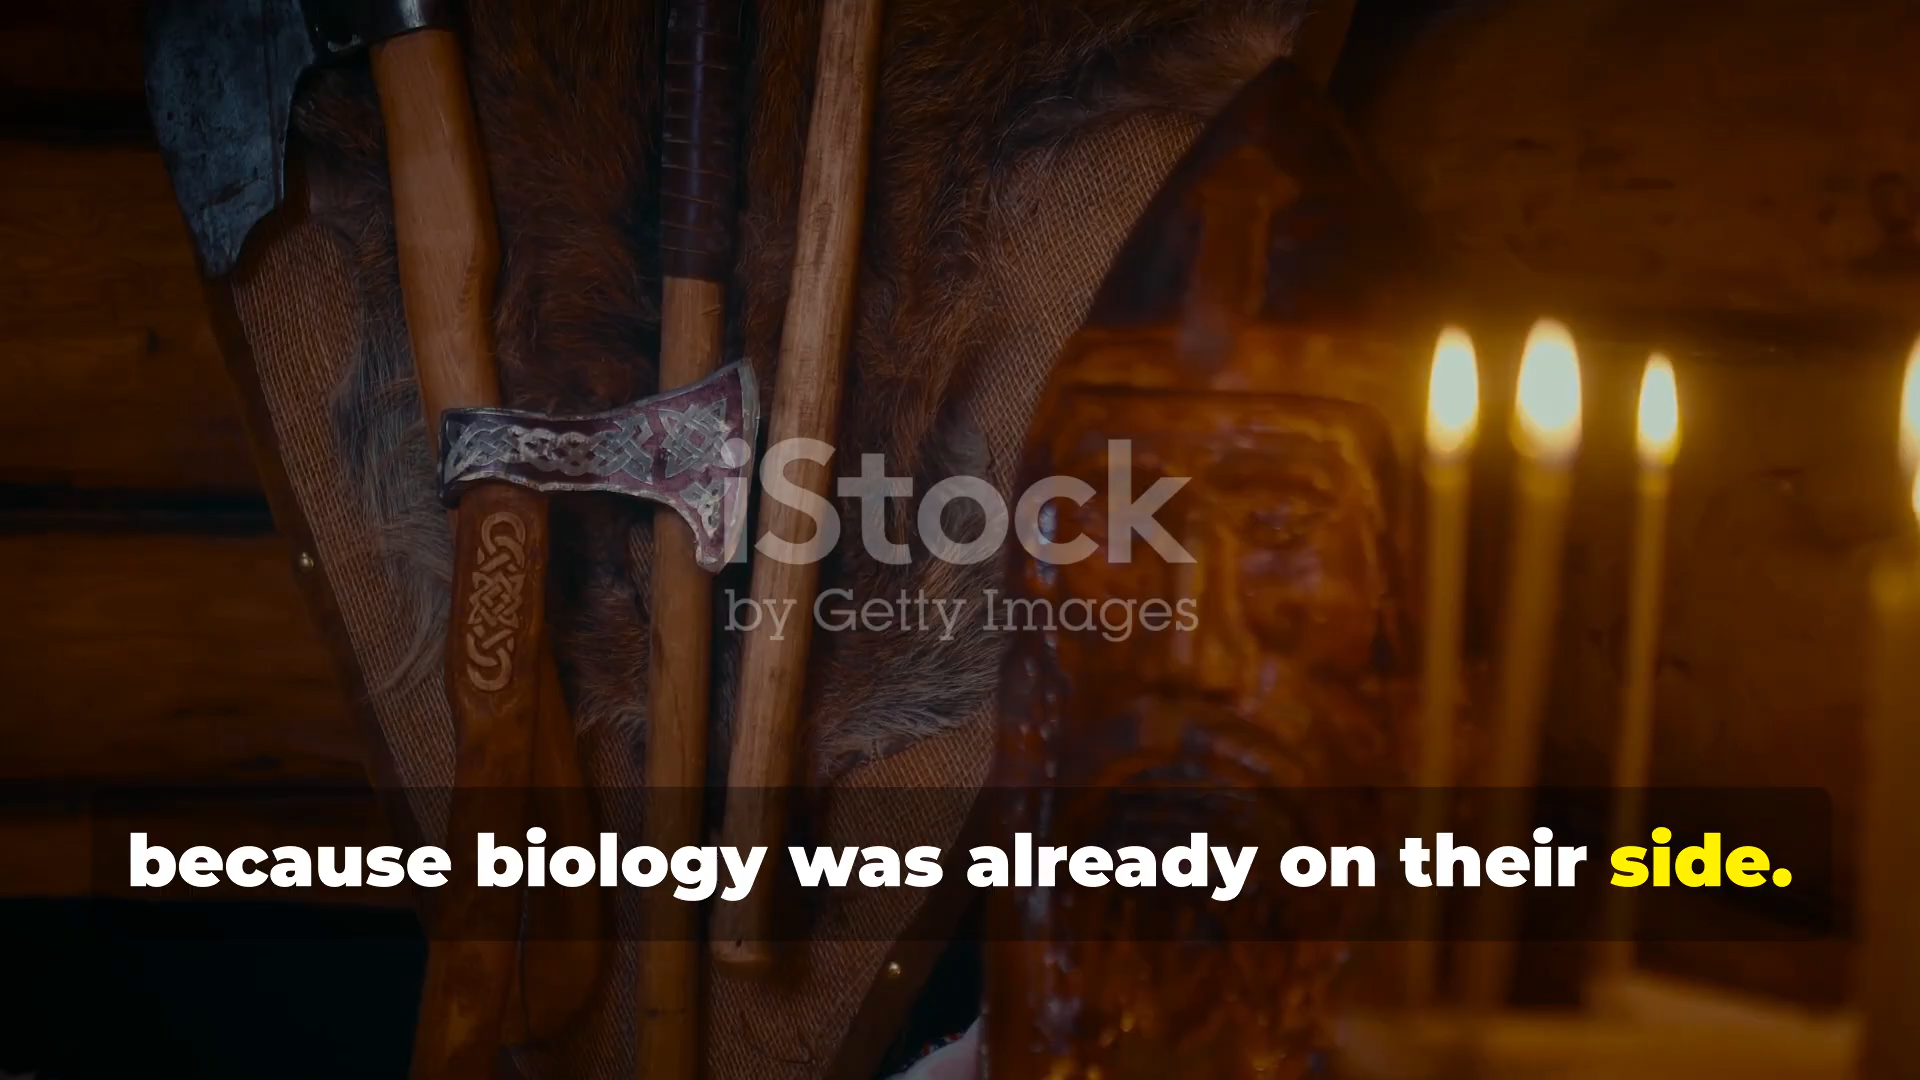 iStock
by Getty Images
because biology was already on their side.